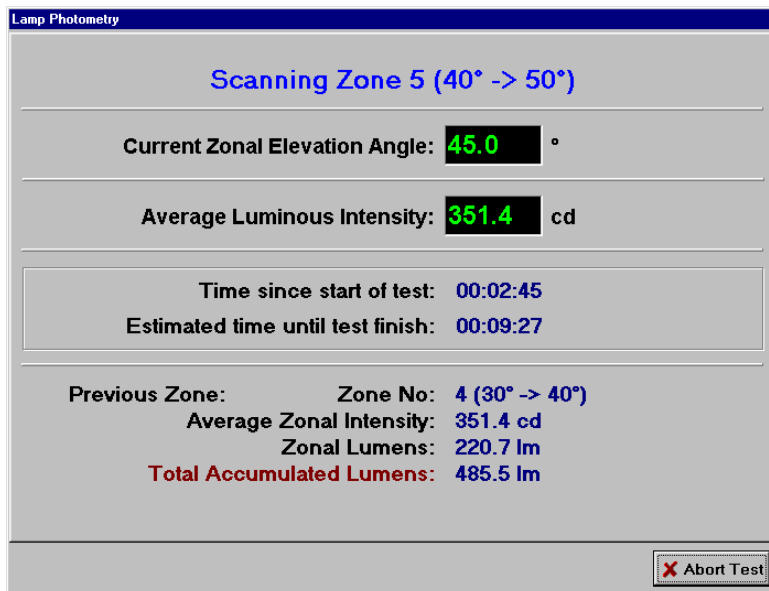 Lamp Photometry
Scanning Zone 5 (40° -> 50°)
Current Zonal Elevation Angle: 45.0 °
Average Luminous Intensity: 351.4 cd
Time since start of test: 00:02:45
Estimated time until test finish: 00:09:27
Previous Zone: Zone No: 4 (30° -> 40°)
Average Zonal Intensity: 351.4 cd
Zonal Lumens: 220.7 lm
Total Accumulated Lumens: 485.5 lm
Abort Test